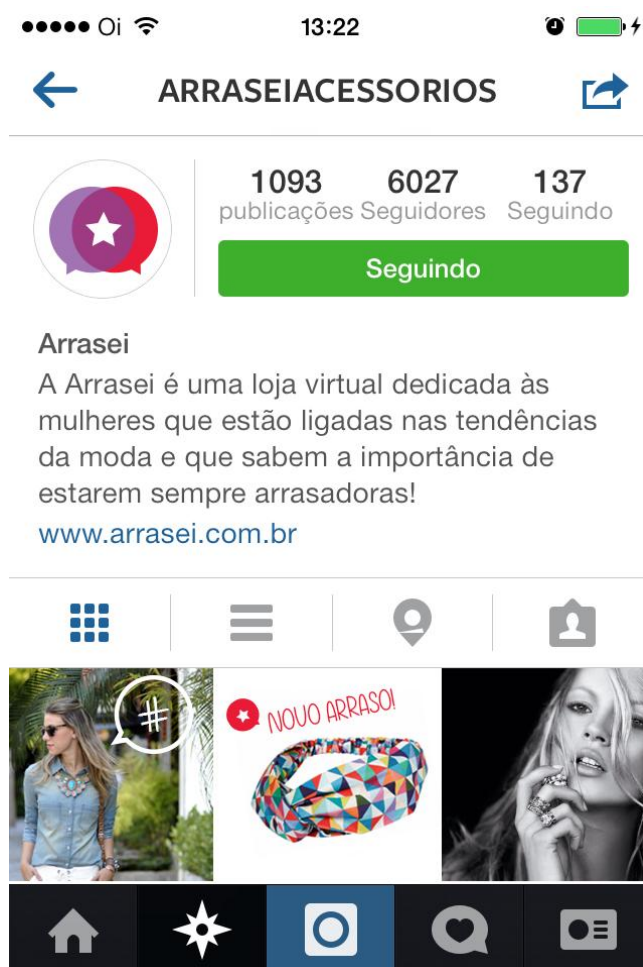 Oi 13:22
ARRASEIACESSORIOS
1093 6027 137
publicações Seguidores Seguindo
Seguindo
Arrasei
A Arrasei é uma loja virtual dedicada às
mulheres que estão ligadas nas tendências
da moda e que sabem a importância de
estarem sempre arrasadoras!
www.arrasei.com.br
#
NOVO ARRASO!